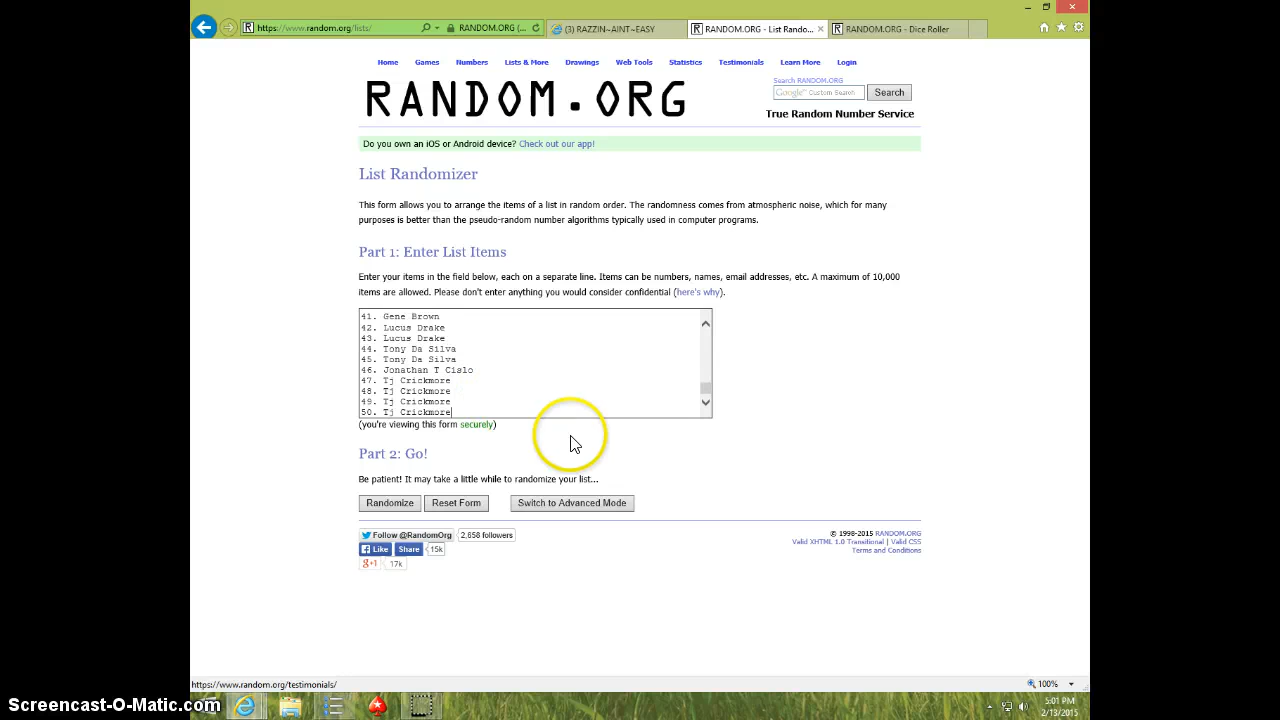 https://www.random.org/lists/
RANDOM.ORG (...
(3) RAZZIN~AINT~EASY
RANDOM.ORG - List Rando...
RANDOM.ORG - Dice Roller
Home Games Numbers Lists & More Drawings Web Tools Statistics Testimonials Learn More Login
RANDOM.ORG
Search RANDOM.ORG
Google™ Custom Search
Search
True Random Number Service
Do you own an iOS or Android device? Check out our app!
List Randomizer
This form allows you to arrange the items of a list in random order. The randomness comes from atmospheric noise, which for many
purposes is better than the pseudo-random number algorithms typically used in computer programs.
Part 1: Enter List Items
Enter your items in the field below, each on a separate line. Items can be numbers, names, email addresses, etc. A maximum of 10,000
items are allowed. Please don't enter anything you would consider confidential (here's why).
41. Gene Brown
42. Lucus Drake
43. Lucus Drake
44. Tony Da Silva
45. Tony Da Silva
46. Jonathan T Cislo
47. Tj Crickmore
48. Tj Crickmore
49. Tj Crickmore
50. Tj Crickmore
(you're viewing this form securely)
Part 2: Go!
Be patient! It may take a little while to randomize your list...
Randomize Reset Form Switch to Advanced Mode
Follow @RandomOrg 2,658 followers
Like Share 15k
g+1 17k
© 1998-2015 RANDOM.ORG
Valid XHTML 1.0 Transitional | Valid CSS
Terms and Conditions
https://www.random.org/testimonials/
100%
5:01 PM
2/13/2015
Screencast-O-Matic.com